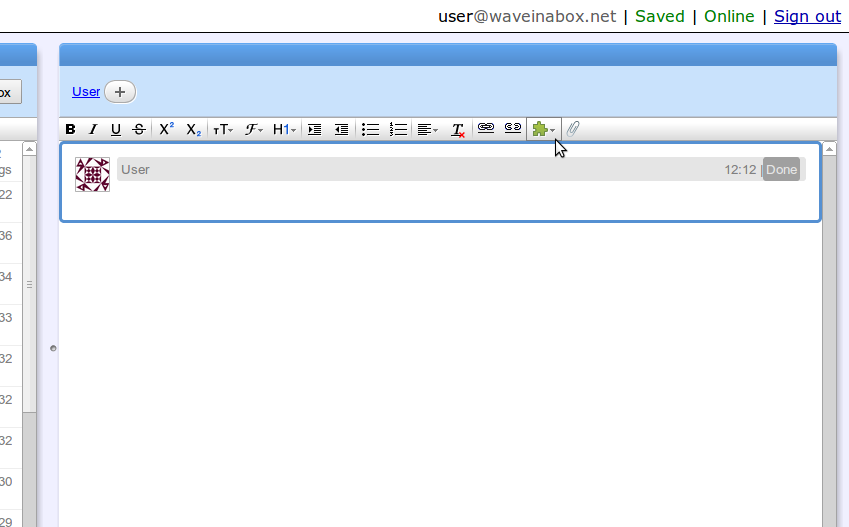 user@waveinabox.net | Saved | Online | Sign out
ox
User +
B I U S X² X₂ тT F H1 T
gs
User 12:12 | Done
22
36
34
33
32
32
32
30
29